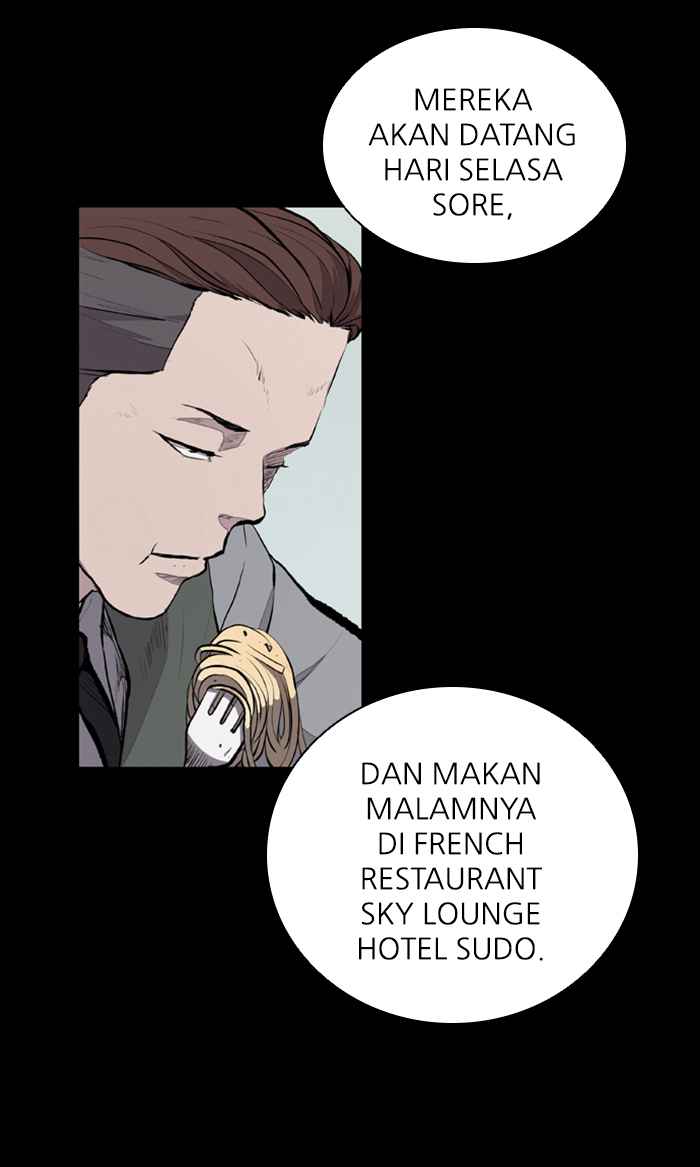 MEREKA
AKAN DATANG
HARI SELASA
SORE,
DAN MAKAN
MALAMNYA
DI FRENCH
RESTAURANT
SKY LOUNGE
HOTEL SUDO.